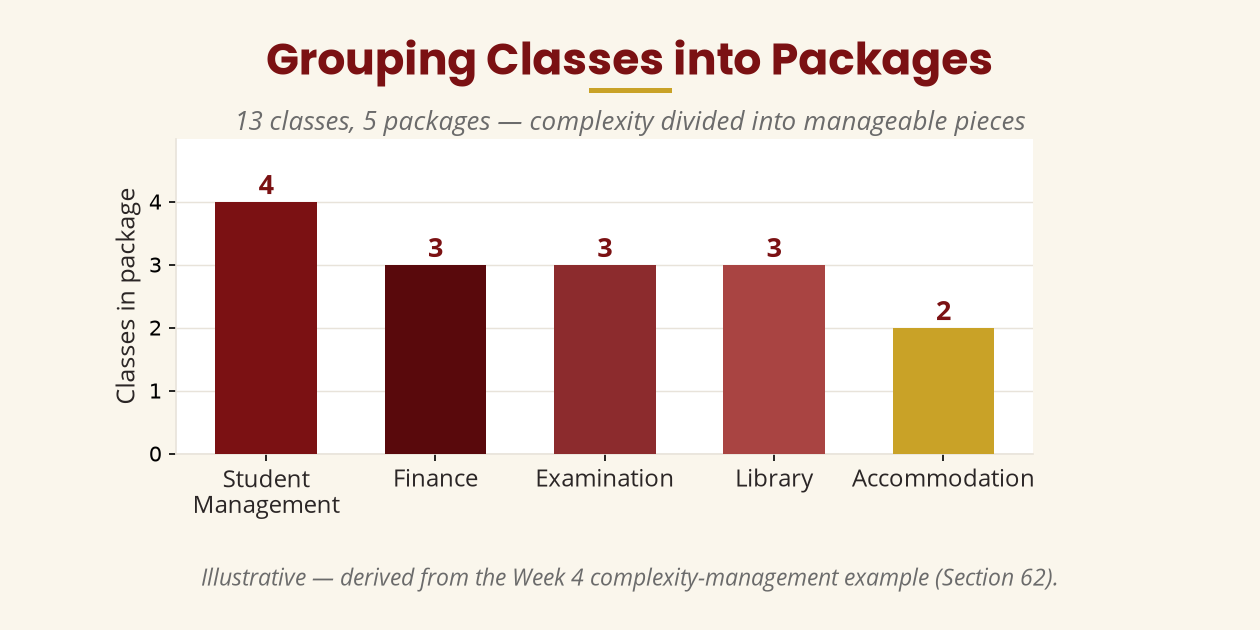 Grouping Classes into Packages
13 classes, 5 packages — complexity divided into manageable pieces
Classes in package
4
3
2
1
0
4
3
3
3
2
Student
Management
Finance
Examination
Library
Accommodation
Illustrative — derived from the Week 4 complexity-management example (Section 62).